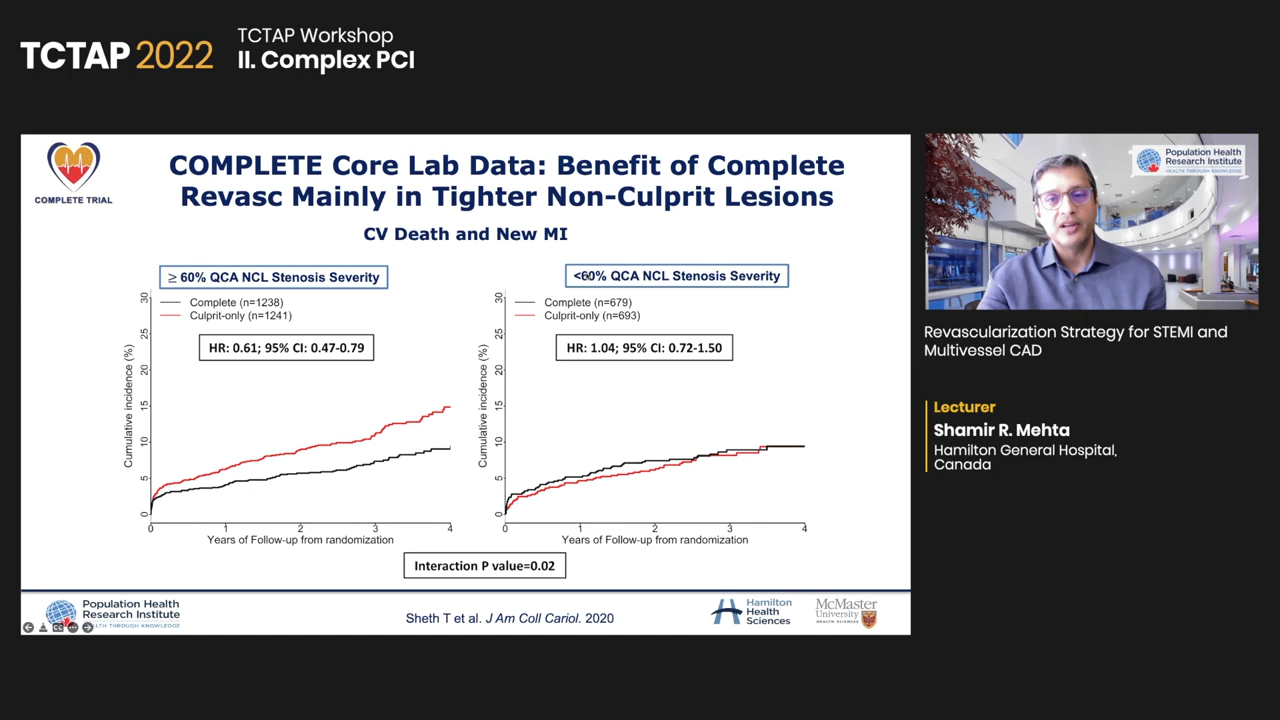 TCTAP 2022
TCTAP Workshop
II. Complex PCI
COMPLETE TRIAL
COMPLETE Core Lab Data: Benefit of Complete
Revasc Mainly in Tighter Non-Culprit Lesions
CV Death and New MI
≥ 60% QCA NCL Stenosis Severity
Complete (n=1238)
Culprit-only (n=1241)
HR: 0.61; 95% CI: 0.47-0.79
Cumulative incidence (%)
30
25
20
15
10
5
0
0 1 2 3 4
Years of Follow-up from randomization
<60% QCA NCL Stenosis Severity
Complete (n=679)
Culprit-only (n=693)
HR: 1.04; 95% CI: 0.72-1.50
Cumulative incidence (%)
30
25
20
15
10
5
0
0 1 2 3 4
Years of Follow-up from randomization
Interaction P value=0.02
Population Health
Research Institute
HEALTH THROUGH KNOWLEDGE
Sheth T et al. J Am Coll Cariol. 2020
Hamilton
Health
Sciences
McMaster
University
HEALTH SCIENCES
Population Health
Research Institute
HEALTH THROUGH KNOWLEDGE
Revascularization Strategy for STEMI and
Multivessel CAD
Lecturer
Shamir R. Mehta
Hamilton General Hospital,
Canada